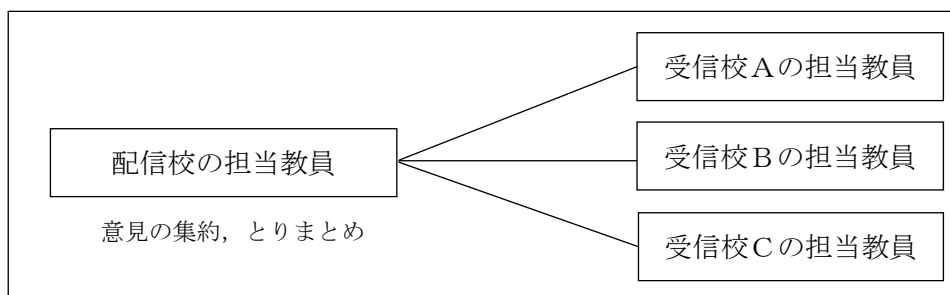 受信校Aの担当教員
配信校の担当教員
受信校Bの担当教員
意見の集約,とりまとめ
受信校Cの担当教員